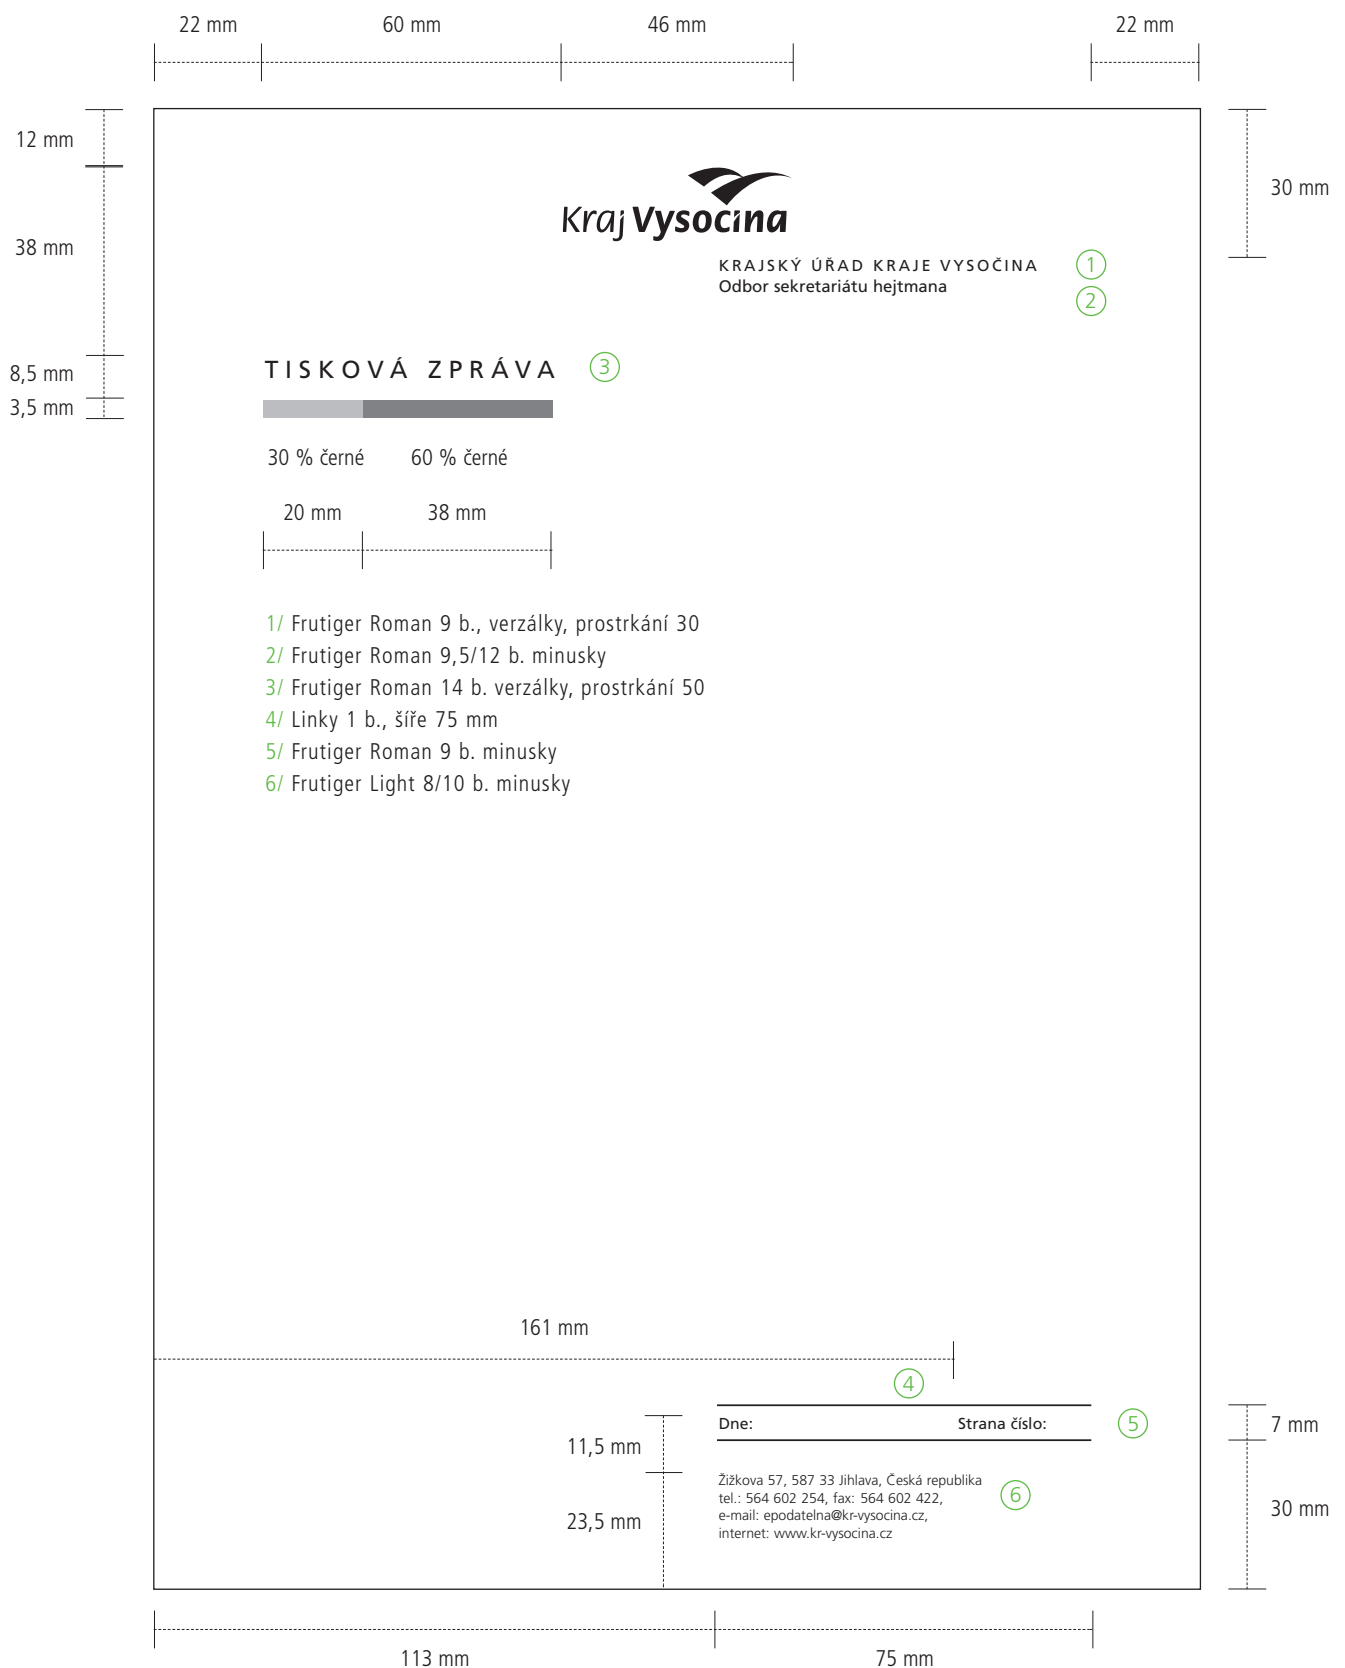 22 mm 60 mm 46 mm 22 mm
12 mm
30 mm
38 mm
Kraj Vysocina
KRAJSKÝ ÚŘAD KRAJE VYSOČINA 1
Odbor sekretariátu hejtmana 2
TISKOVÁ ZPRÁVA 3
8,5 mm
3,5 mm
30 % černé 60 % černé
20 mm 38 mm
1/ Frutiger Roman 9 b., verzálky, prostrkání 30
2/ Frutiger Roman 9,5/12 b. minusky
3/ Frutiger Roman 14 b. verzálky, prostrkání 50
4/ Linky 1 b., šíře 75 mm
5/ Frutiger Roman 9 b. minusky
6/ Frutiger Light 8/10 b. minusky
161 mm
4
Dne: Strana číslo: 5 7 mm
11,5 mm
Žižkova 57, 587 33 Jihlava, Česká republika
tel.: 564 602 254, fax: 564 602 422, 6
e-mail: epodatelna@kr-vysocina.cz,
internet: www.kr-vysocina.cz
23,5 mm 30 mm
113 mm 75 mm